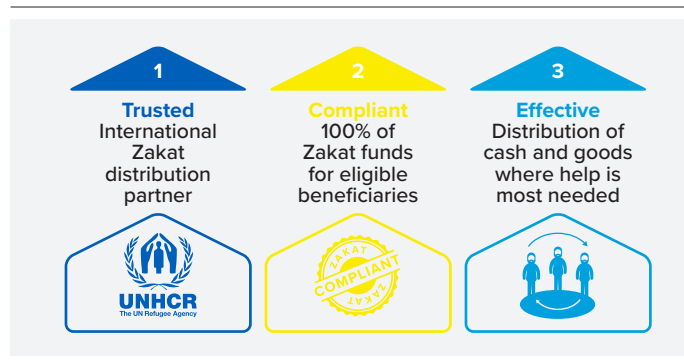 1
Trusted
International
Zakat
distribution
partner
UNHCR
The UN Refugee Agency
2
Compliant
100% of
Zakat funds
for eligible
beneficiaries
ZAKAT
COMPLIANT
ZAKAT
3
Effective
Distribution of
cash and goods
where help is
most needed